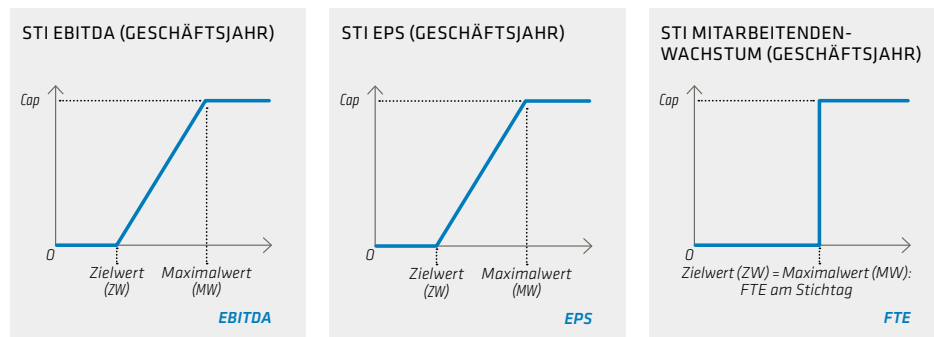 STI EBITDA (GESCHÄFTSJAHR)
Cap
0
Zielwert
(ZW)
Maximalwert
(MW)
EBITDA
STI EPS (GESCHÄFTSJAHR)
Cap
0
Zielwert
(ZW)
Maximalwert
(MW)
EPS
STI MITARBEITENDEN-
WACHSTUM (GESCHÄFTSJAHR)
Cap
0
Zielwert (ZW) = Maximalwert (MW):
FTE am Stichtag
FTE